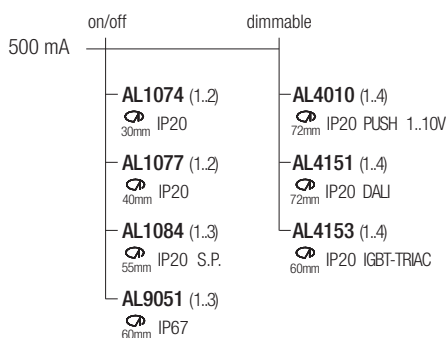 on/off
dimmable
500 mA
AL1074 (1..2)
30mm IP20
AL1077 (1..2)
40mm IP20
AL1084 (1..3)
55mm IP20 S.P.
AL9051 (1..3)
60mm IP67
AL4010 (1..4)
72mm IP20 PUSH 1..10V
AL4151 (1..4)
72mm IP20 DALI
AL4153 (1..4)
60mm IP20 IGBT-TRIAC